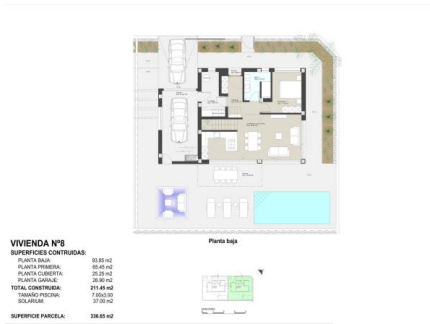 Planta baja
VIVIENDA Nº8
SUPERFICIES CONTRUIDAS:
PLANTA BAJA: 93.85 m2
PLANTA PRIMERA: 65,45 m2
PLANTA CUBIERTA: 25.25 m2
PLANTA GARAJE: 26,90 m2
TOTAL CONSTRUIDA: 211.45 m2
TAMAÑO PISCINA: 7.00x3,00
SOLARIUM: 37.00 m2
SUPERFICIE PARCELA: 336.65 m2